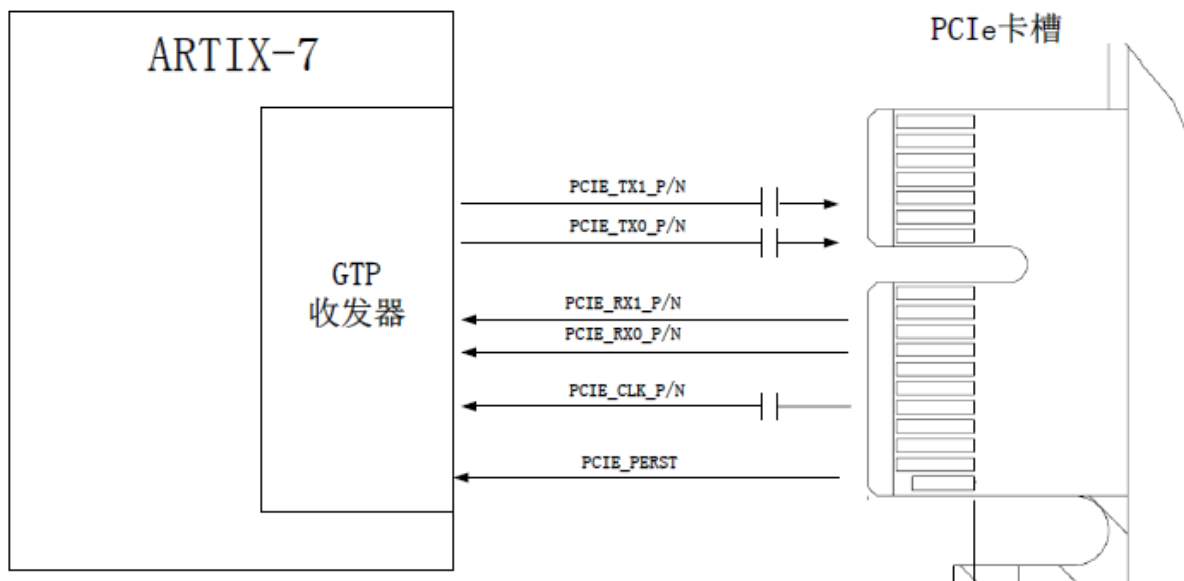 ARTIX-7
PCIe卡槽
PCIE_TX1_P/N
PCIE_TX0_P/N
GTP
收发器
PCIE_RX1_P/N
PCIE_RX0_P/N
PCIE_CLK_P/N
PCIE_PERST